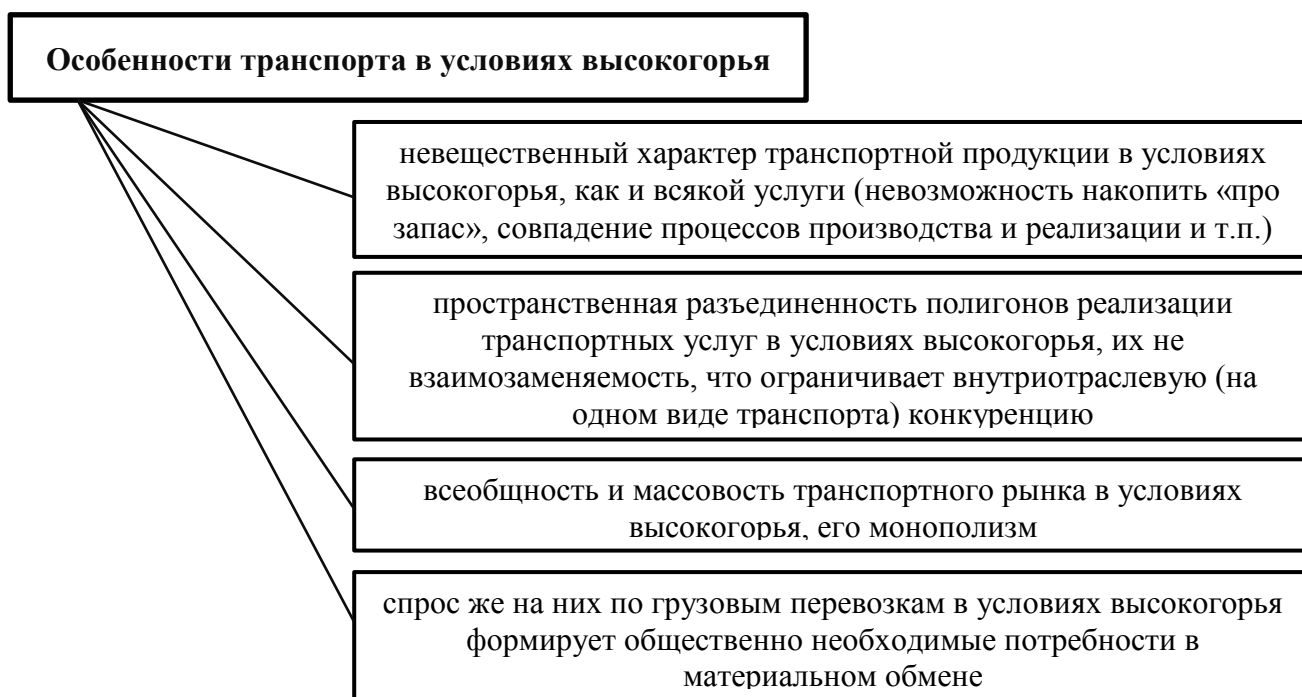 Особенности транспорта в условиях высокогорья
невещественный характер транспортной продукции в условиях
высокогорья, как и всякой услуги (невозможность накопить «про
запас», совпадение процессов производства и реализации и т.п.)
пространственная разъединенность полигонов реализации
транспортных услуг в условиях высокогорья, их не
взаимозаменяемость, что ограничивает внутриотраслевую (на
одном виде транспорта) конкуренцию
всеобщность и массовость транспортного рынка в условиях
высокогорья, его монополизм
спрос же на них по грузовым перевозкам в условиях высокогорья
формирует общественно необходимые потребности в
материальном обмене